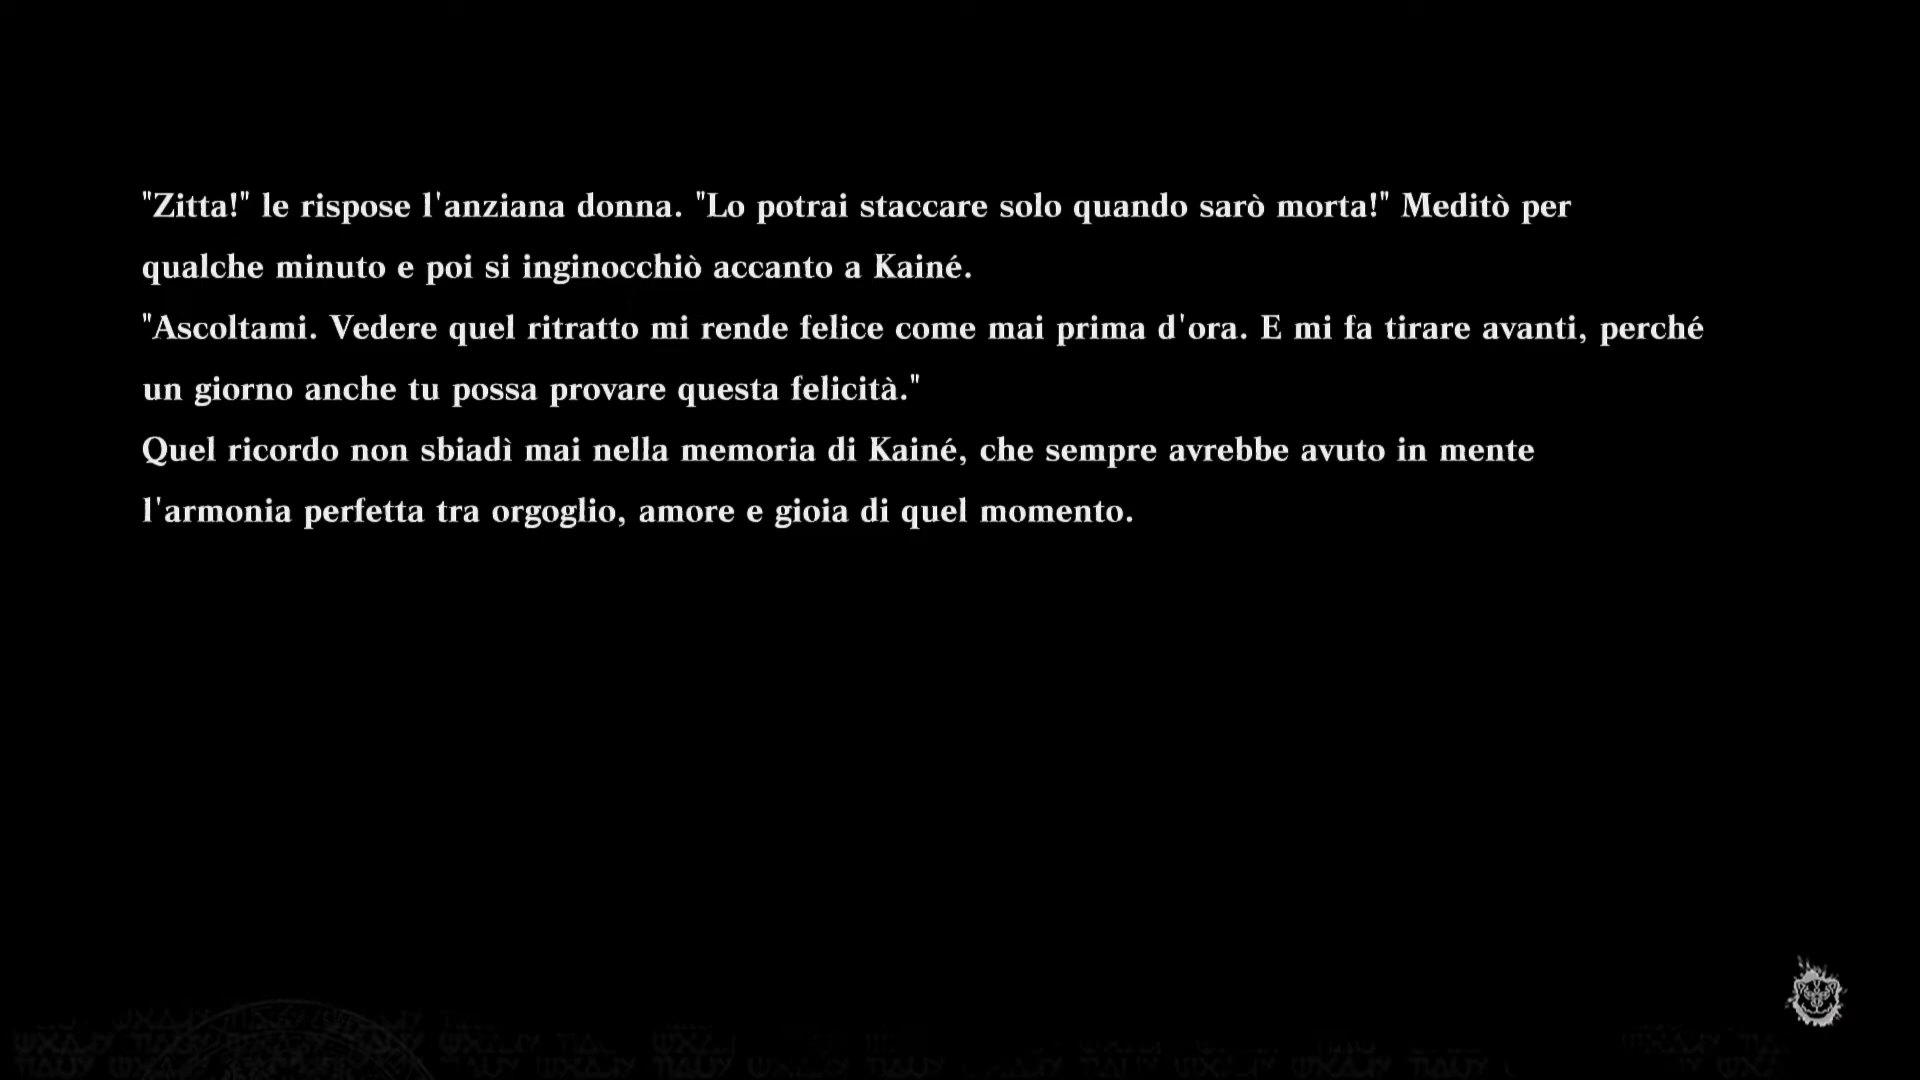 "Zitta!" le rispose l'anziana donna. "Lo potrai staccare solo quando sarò morta!" Meditò per
qualche minuto e poi si inginocchiò accanto a Kainé.
"Ascoltami. Vedere quel ritratto mi rende felice come mai prima d'ora. E mi fa tirare avanti, perché
un giorno anche tu possa provare questa felicità."
Quel ricordo non sbiadì mai nella memoria di Kainé, che sempre avrebbe avuto in mente
l'armonia perfetta tra orgoglio, amore e gioia di quel momento.